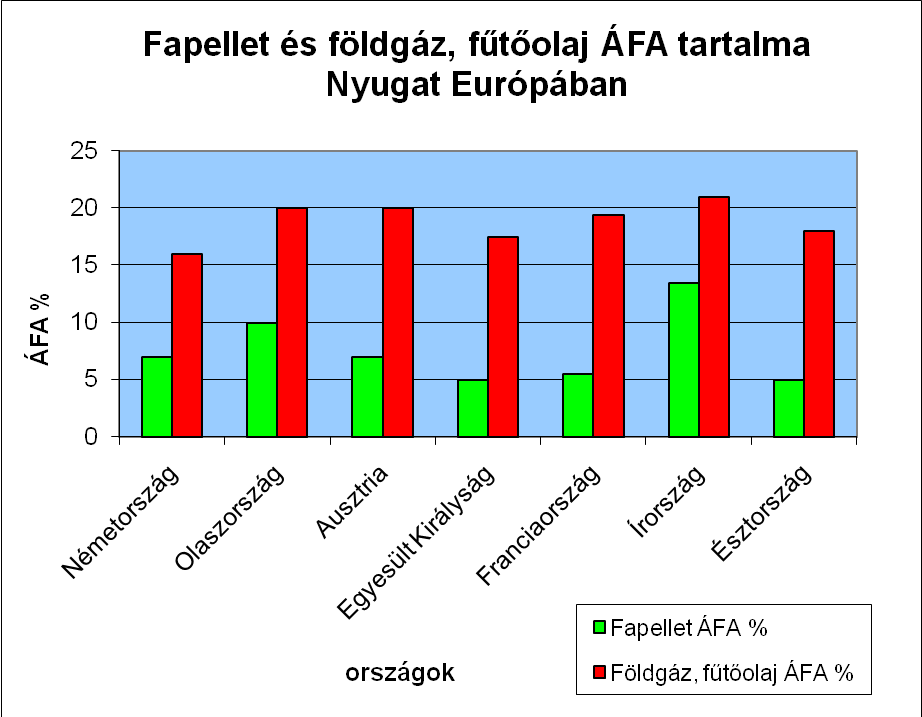 Fapellet és földgáz, fűtőolaj ÁFA tartalma
Nyugat Európában
ÁFA %
25
20
15
10
5
0
Németország
Olaszország
Ausztria
Egyesült Királyság
Franciaország
Írország
Észtország
országok
Fapellet ÁFA %
Földgáz, fűtőolaj ÁFA %